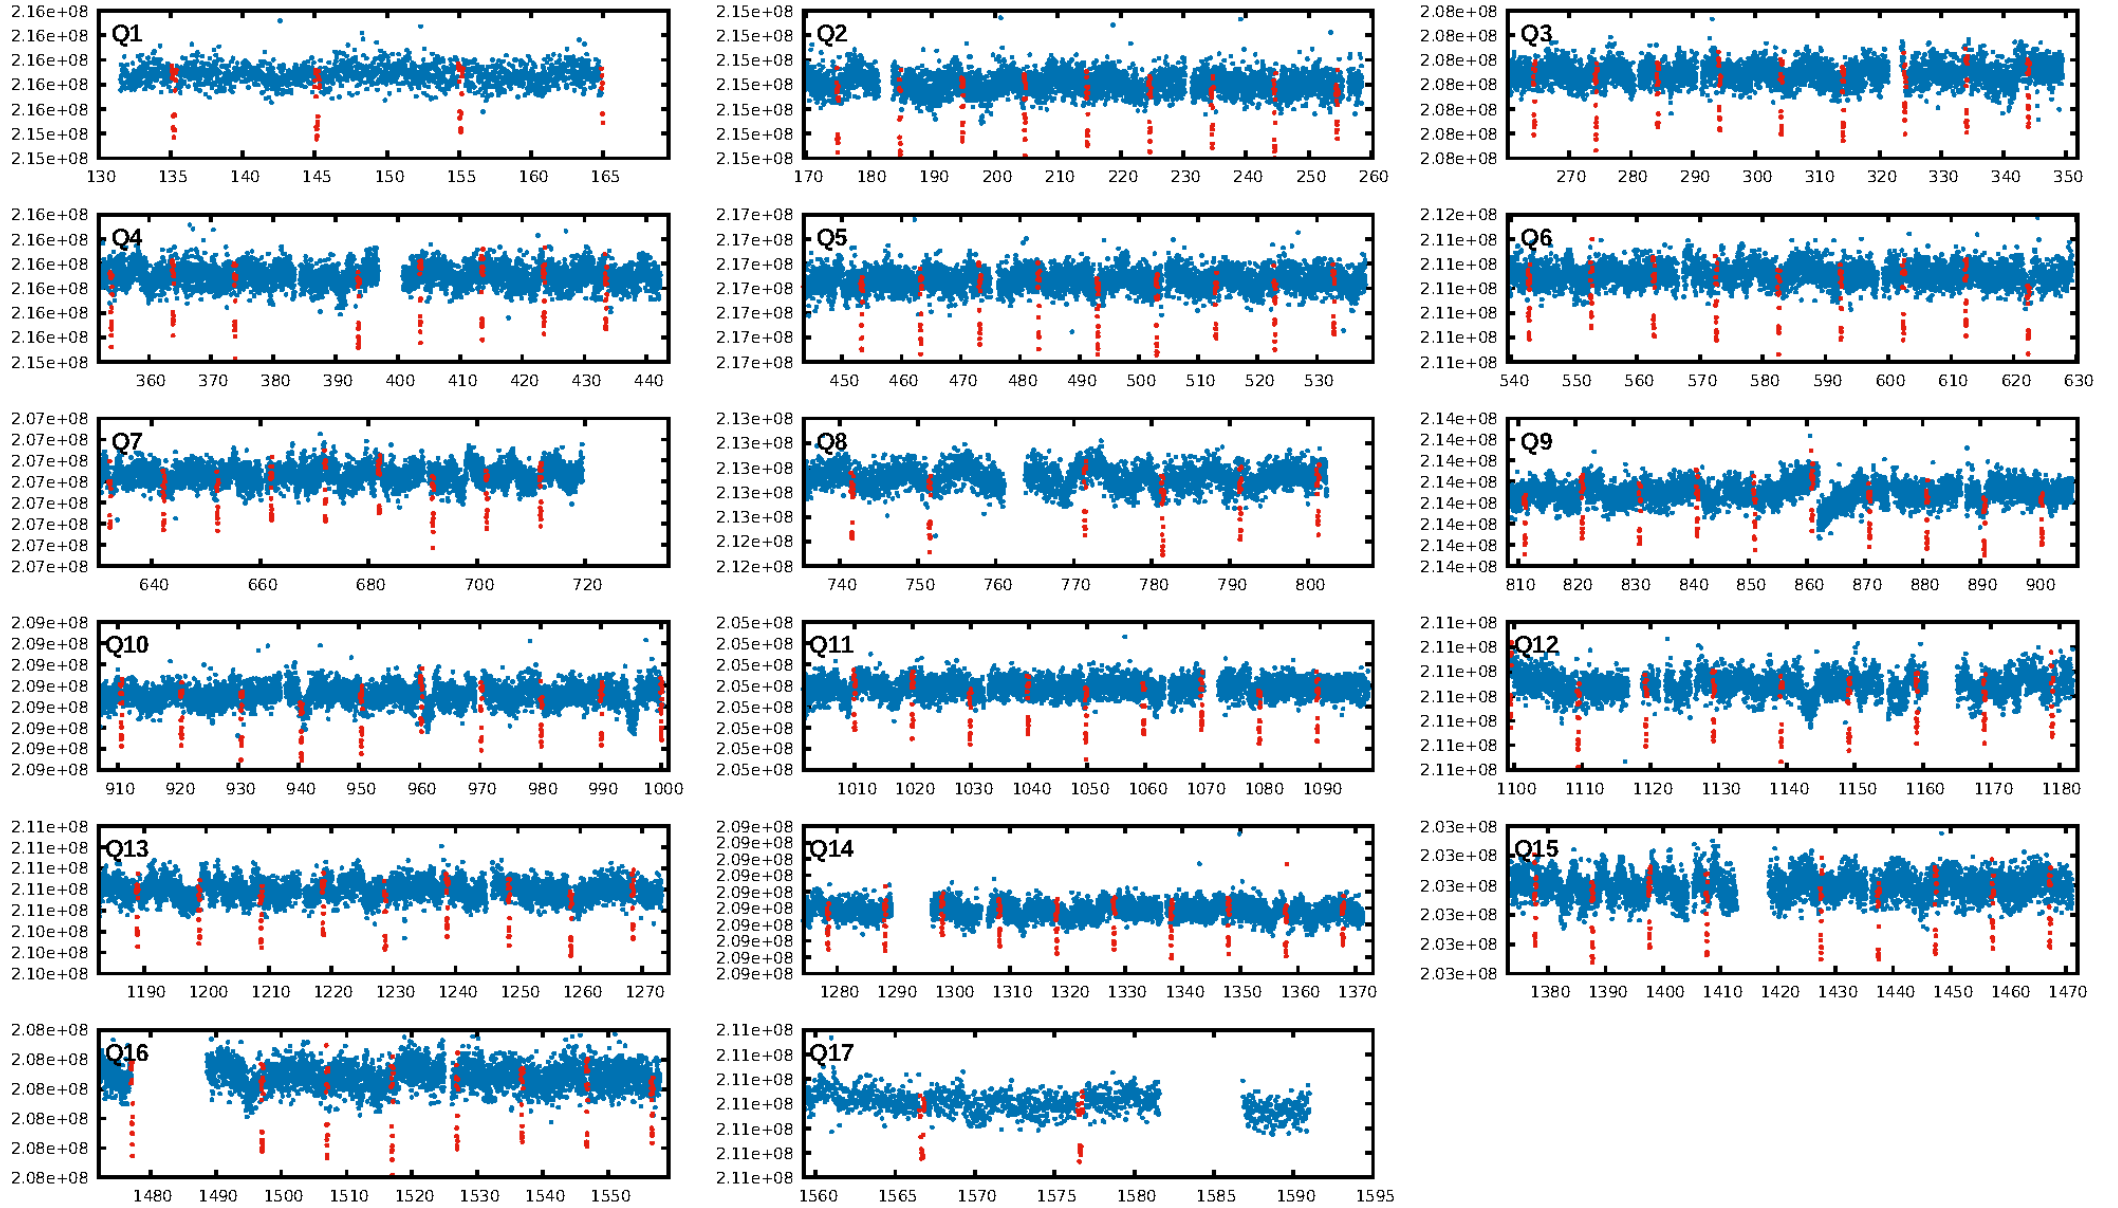 2.16e+08 2.16e+08 2.16e+08 2.16e+08 2.16e+08 2.15e+08 2.15e+08
Q1
130 135 140 145 150 155 160 165
2.15e+08 2.15e+08 2.15e+08 2.15e+08 2.15e+08 2.15e+08 2.15e+08
Q2
170 180 190 200 210 220 230 240 250 260
2.08e+08 2.08e+08 2.08e+08 2.08e+08 2.08e+08 2.08e+08 2.08e+08
Q3
270 280 290 300 310 320 330 340 350
2.16e+08 2.16e+08 2.16e+08 2.16e+08 2.16e+08 2.16e+08 2.15e+08
Q4
360 370 380 390 400 410 420 430 440
2.17e+08 2.17e+08 2.17e+08 2.17e+08 2.17e+08 2.17e+08 2.17e+08
Q5
450 460 470 480 490 500 510 520 530
2.12e+08 2.11e+08 2.11e+08 2.11e+08 2.11e+08 2.11e+08 2.11e+08
Q6
540 550 560 570 580 590 600 610 620 630
2.07e+08 2.07e+08 2.07e+08 2.07e+08 2.07e+08 2.07e+08 2.07e+08 2.07e+08
Q7
640 660 680 700 720
2.13e+08 2.13e+08 2.13e+08 2.13e+08 2.13e+08 2.12e+08 2.12e+08
Q8
740 750 760 770 780 790 800
2.14e+08 2.14e+08 2.14e+08 2.14e+08 2.14e+08 2.14e+08 2.14e+08 2.14e+08
Q9
810 820 830 840 850 860 870 880 890 900
2.09e+08 2.09e+08 2.09e+08 2.09e+08 2.09e+08 2.09e+08 2.09e+08 2.09e+08
Q10
910 920 930 940 950 960 970 980 990 1000
2.05e+08 2.05e+08 2.05e+08 2.05e+08 2.05e+08 2.05e+08 2.05e+08 2.05e+08
Q11
1010 1020 1030 1040 1050 1060 1070 1080 1090
2.11e+08 2.11e+08 2.11e+08 2.11e+08 2.11e+08 2.11e+08 2.11e+08
Q12
1100 1110 1120 1130 1140 1150 1160 1170 1180
2.11e+08 2.11e+08 2.11e+08 2.11e+08 2.11e+08 2.10e+08 2.10e+08 2.10e+08
Q13
1190 1200 1210 1220 1230 1240 1250 1260 1270
2.09e+08 2.09e+08 2.09e+08 2.09e+08 2.09e+08 2.09e+08 2.09e+08 2.09e+08 2.09e+08 2.09e+08
Q14
1280 1290 1300 1310 1320 1330 1340 1350 1360 1370
2.03e+08 2.03e+08 2.03e+08 2.03e+08 2.03e+08 2.03e+08
Q15
1380 1390 1400 1410 1420 1430 1440 1450 1460 1470
2.08e+08 2.08e+08 2.08e+08 2.08e+08 2.08e+08 2.08e+08
Q16
1480 1490 1500 1510 1520 1530 1540 1550
2.11e+08 2.11e+08 2.11e+08 2.11e+08 2.11e+08 2.11e+08 2.11e+08
Q17
1560 1565 1570 1575 1580 1585 1590 1595